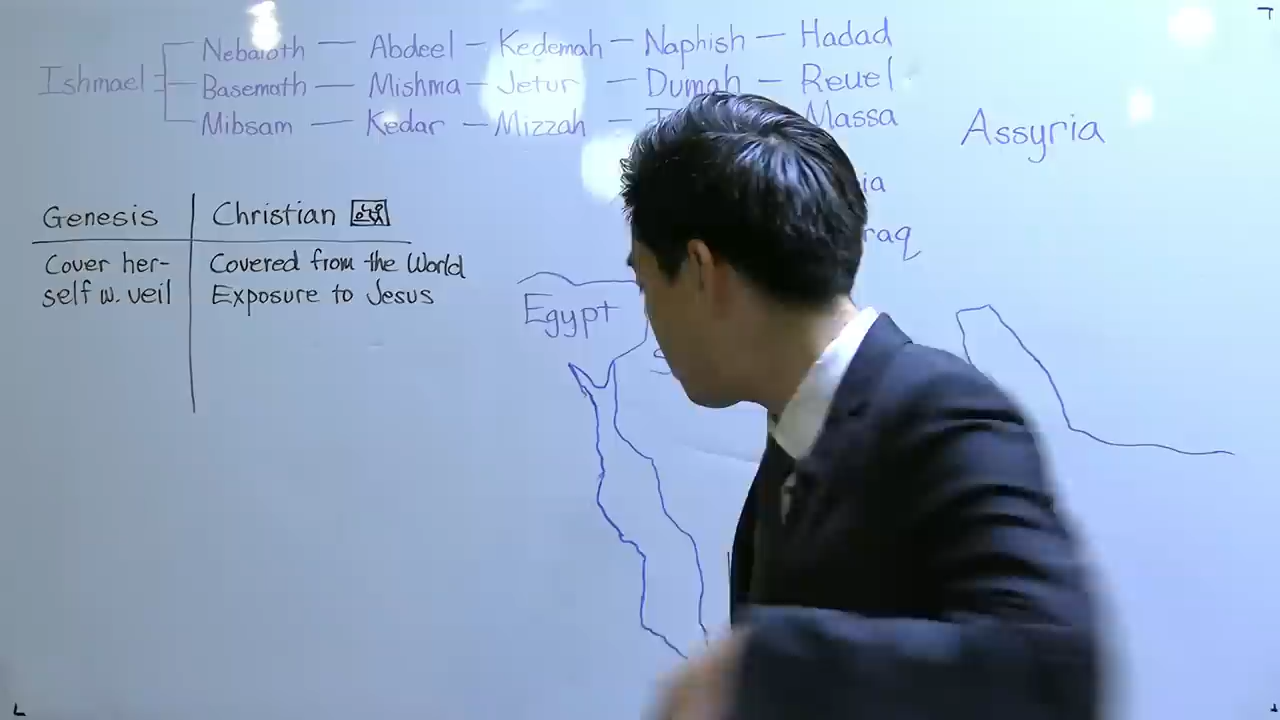 Nebaioth — Abdeel — Kedemah — Naphish — Hadad
Ishmael — Basemath — Mishma — Jetur — Dumah — Reuel
Mibsam — Kedar — Mizzah — Massa
Assyria
Genesis | Christian
Cover her- | Covered from the World
self w. veil | Exposure to Jesus
Egypt